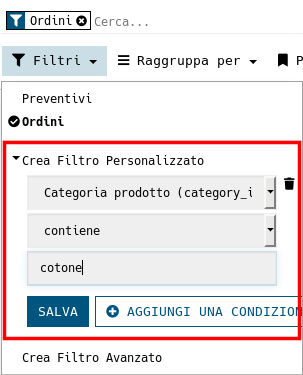 Ordini Cerca...
Filtri Raggruppa per P
Preventivi
Ordini
Crea Filtro Personalizzato
Categoria prodotto (category_i
contiene
cotone
SALVA AGGIUNGI UNA CONDIZION
Crea Filtro Avanzato